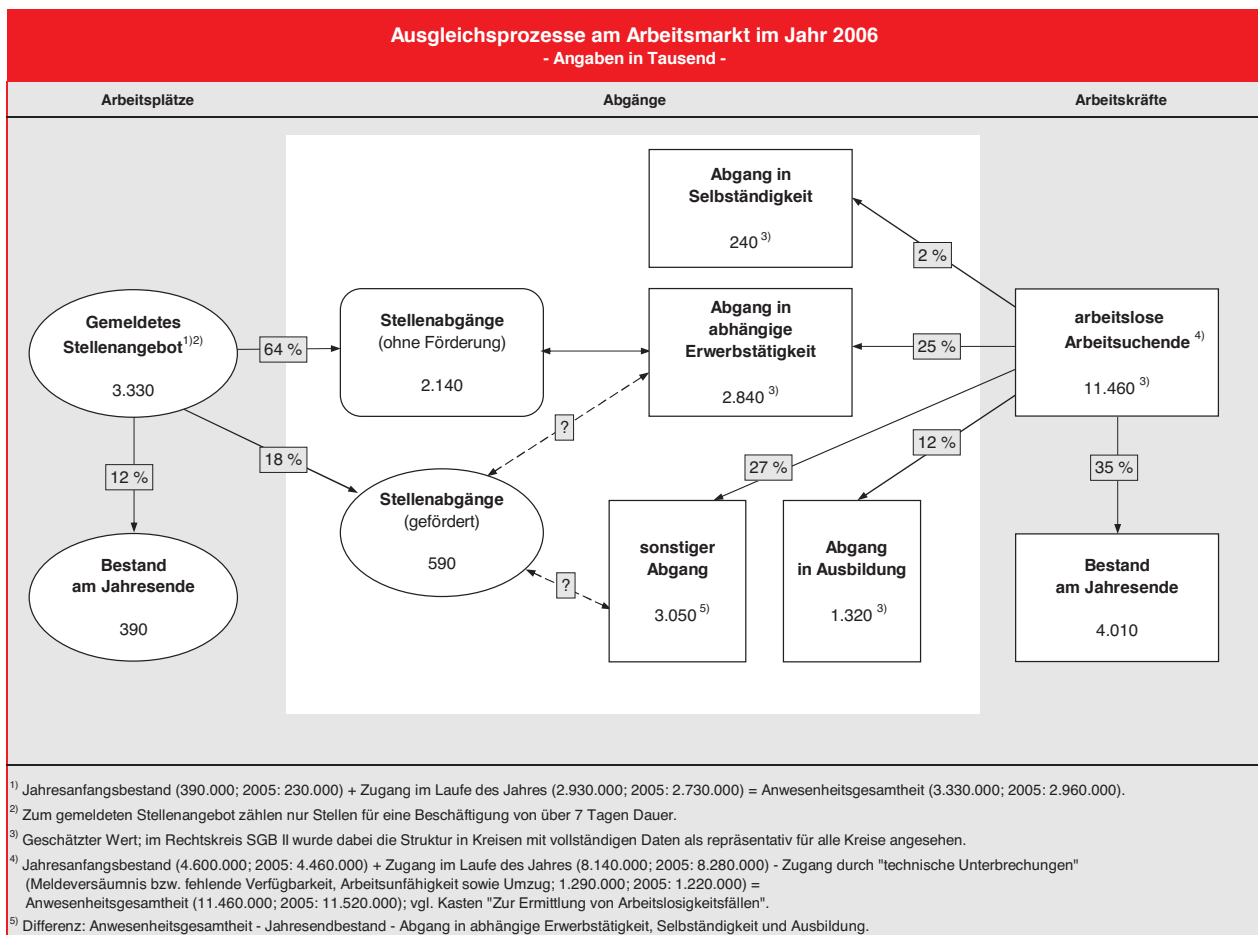 Ausgleichsprozesse am Arbeitsmarkt im Jahr 2006
- Angaben in Tausend -
Arbeitsplätze
Abgänge
Arbeitskräfte
Abgang in
Selbständigkeit
240 3)
2 %
Gemeldetes
Stellenangebot1)2)
3.330
64 %
Stellenabgänge
(ohne Förderung)
2.140
Abgang in
abhängige
Erwerbstätigkeit
2.840 3)
25 %
arbeitslose
Arbeitsuchende 4)
11.460 3)
?
12 %
18 %
27 %
12 %
35 %
Stellenabgänge
(gefördert)
590
?
Bestand
am Jahresende
390
sonstiger
Abgang
3.050 5)
Abgang
in Ausbildung
1.320 3)
Bestand
am Jahresende
4.010
1) Jahresanfangsbestand (390.000; 2005: 230.000) + Zugang im Laufe des Jahres (2.930.000; 2005: 2.730.000) = Anwesenheitsgesamtheit (3.330.000; 2005: 2.960.000).
2) Zum gemeldeten Stellenangebot zählen nur Stellen für eine Beschäftigung von über 7 Tagen Dauer.
3) Geschätzter Wert; im Rechtskreis SGB II wurde dabei die Struktur in Kreisen mit vollständigen Daten als repräsentativ für alle Kreise angesehen.
4) Jahresanfangsbestand (4.600.000; 2005: 4.460.000) + Zugang im Laufe des Jahres (8.140.000; 2005: 8.280.000) - Zugang durch "technische Unterbrechungen"
(Meldeversäumnis bzw. fehlende Verfügbarkeit, Arbeitsunfähigkeit sowie Umzug; 1.290.000; 2005: 1.220.000) =
Anwesenheitsgesamtheit (11.460.000; 2005: 11.520.000); vgl. Kasten "Zur Ermittlung von Arbeitslosigkeitsfällen".
5) Differenz: Anwesenheitsgesamtheit - Jahresendbestand - Abgang in abhängige Erwerbstätigkeit, Selbständigkeit und Ausbildung.